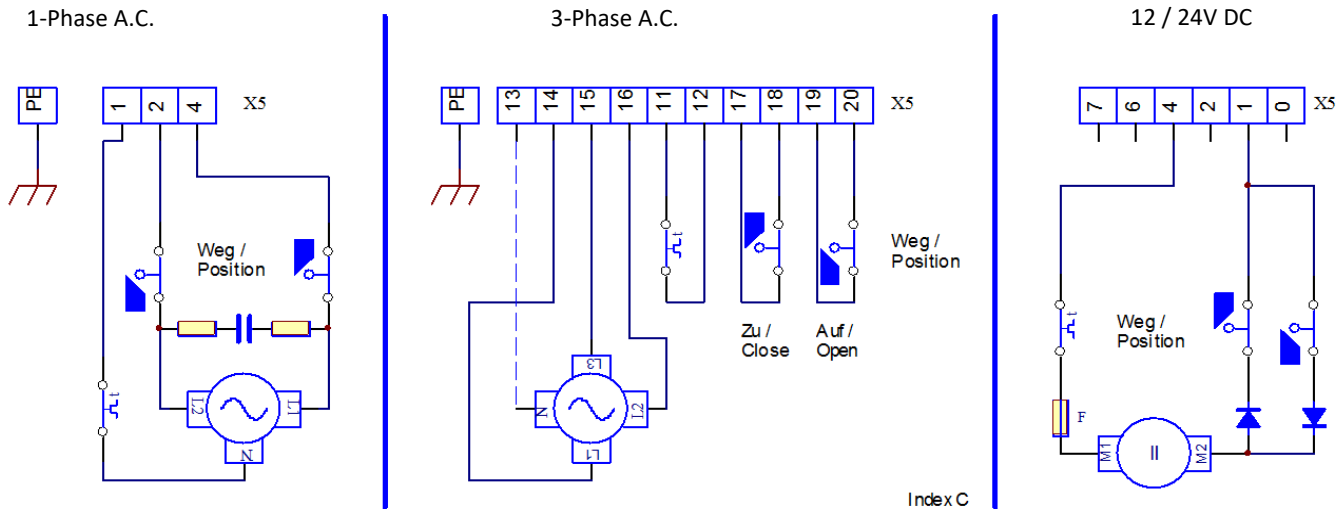 1-Phase A.C.
PE
1 2 4
X5
Weg /
Position
t
L2
L1
N
3-Phase A.C.
PE
13 14 15 16 11 12 17 18 19 20
X5
t
Weg /
Position
Zu /
Close
Auf /
Open
L3
N
L2
L1
Index C
12 / 24V DC
7 6 4 2 1 0
X5
t
Weg /
Position
F
M1
II
M2